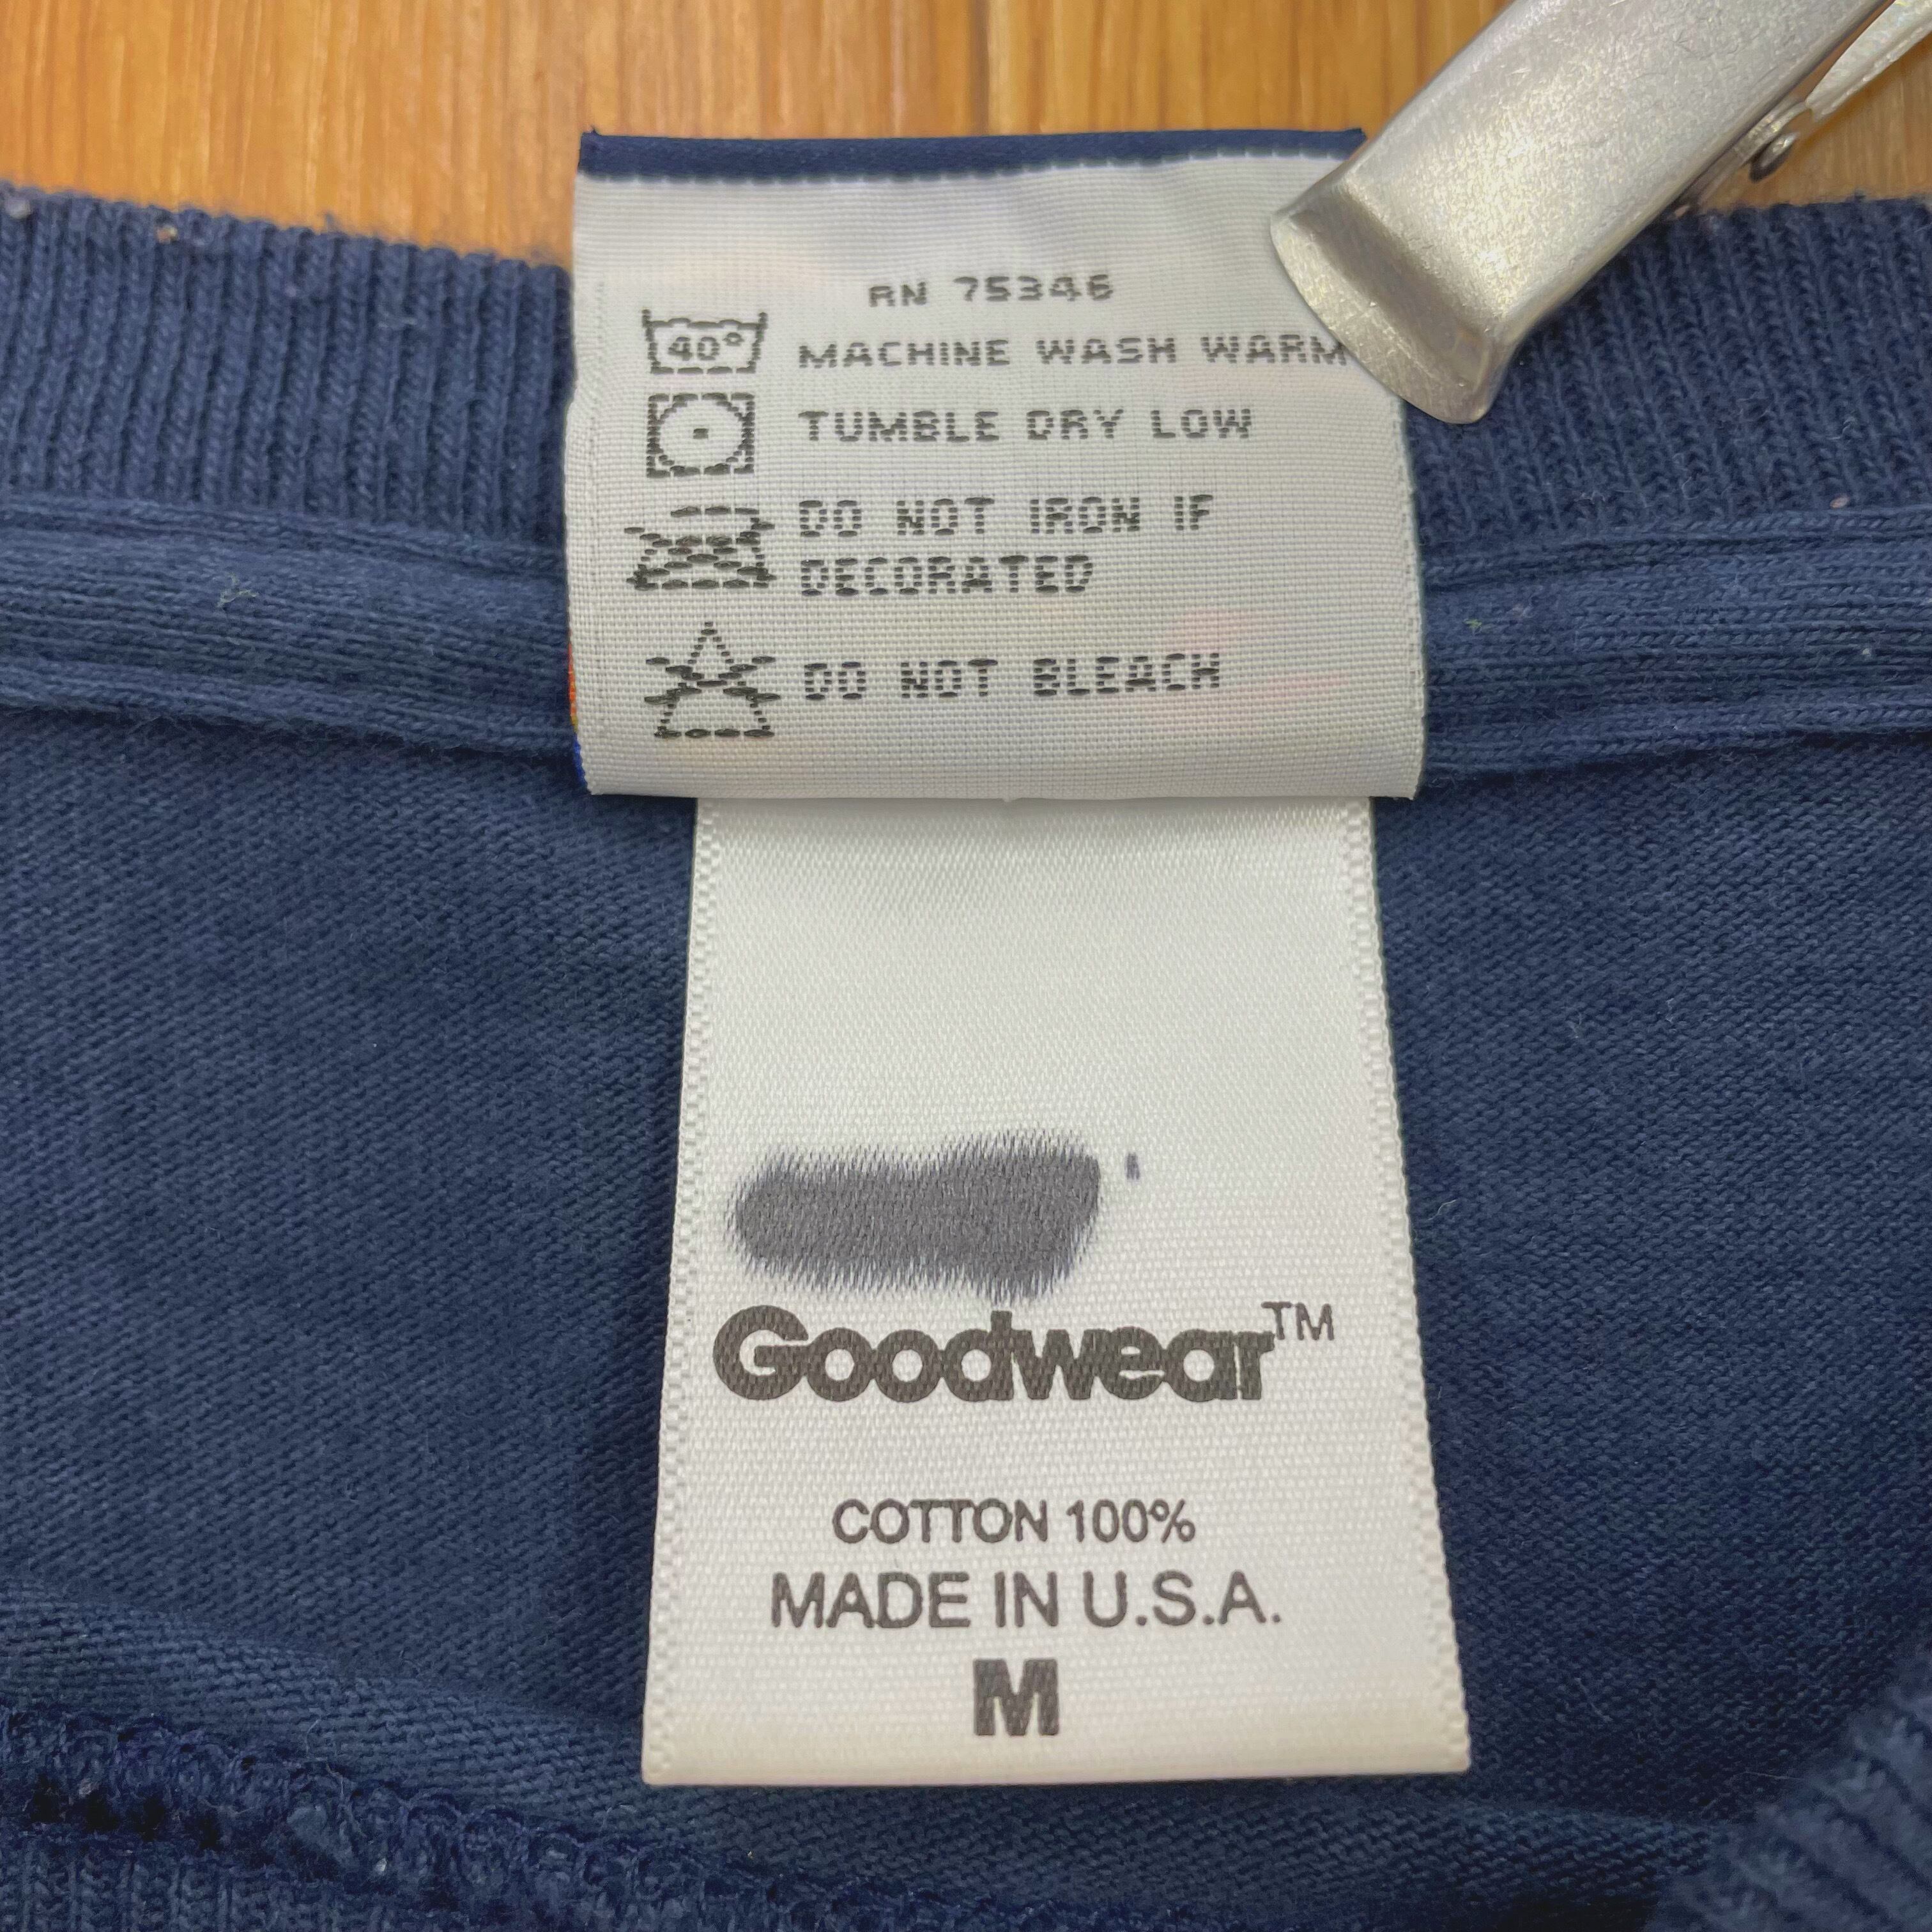 RN 75346
40°
MACHINE WASH WARM
TUMBLE DRY LOW
DO NOT IRON IF
DECORATED
DO NOT BLEACH
Goodwear™
COTTON 100%
MADE IN U.S.A.
M